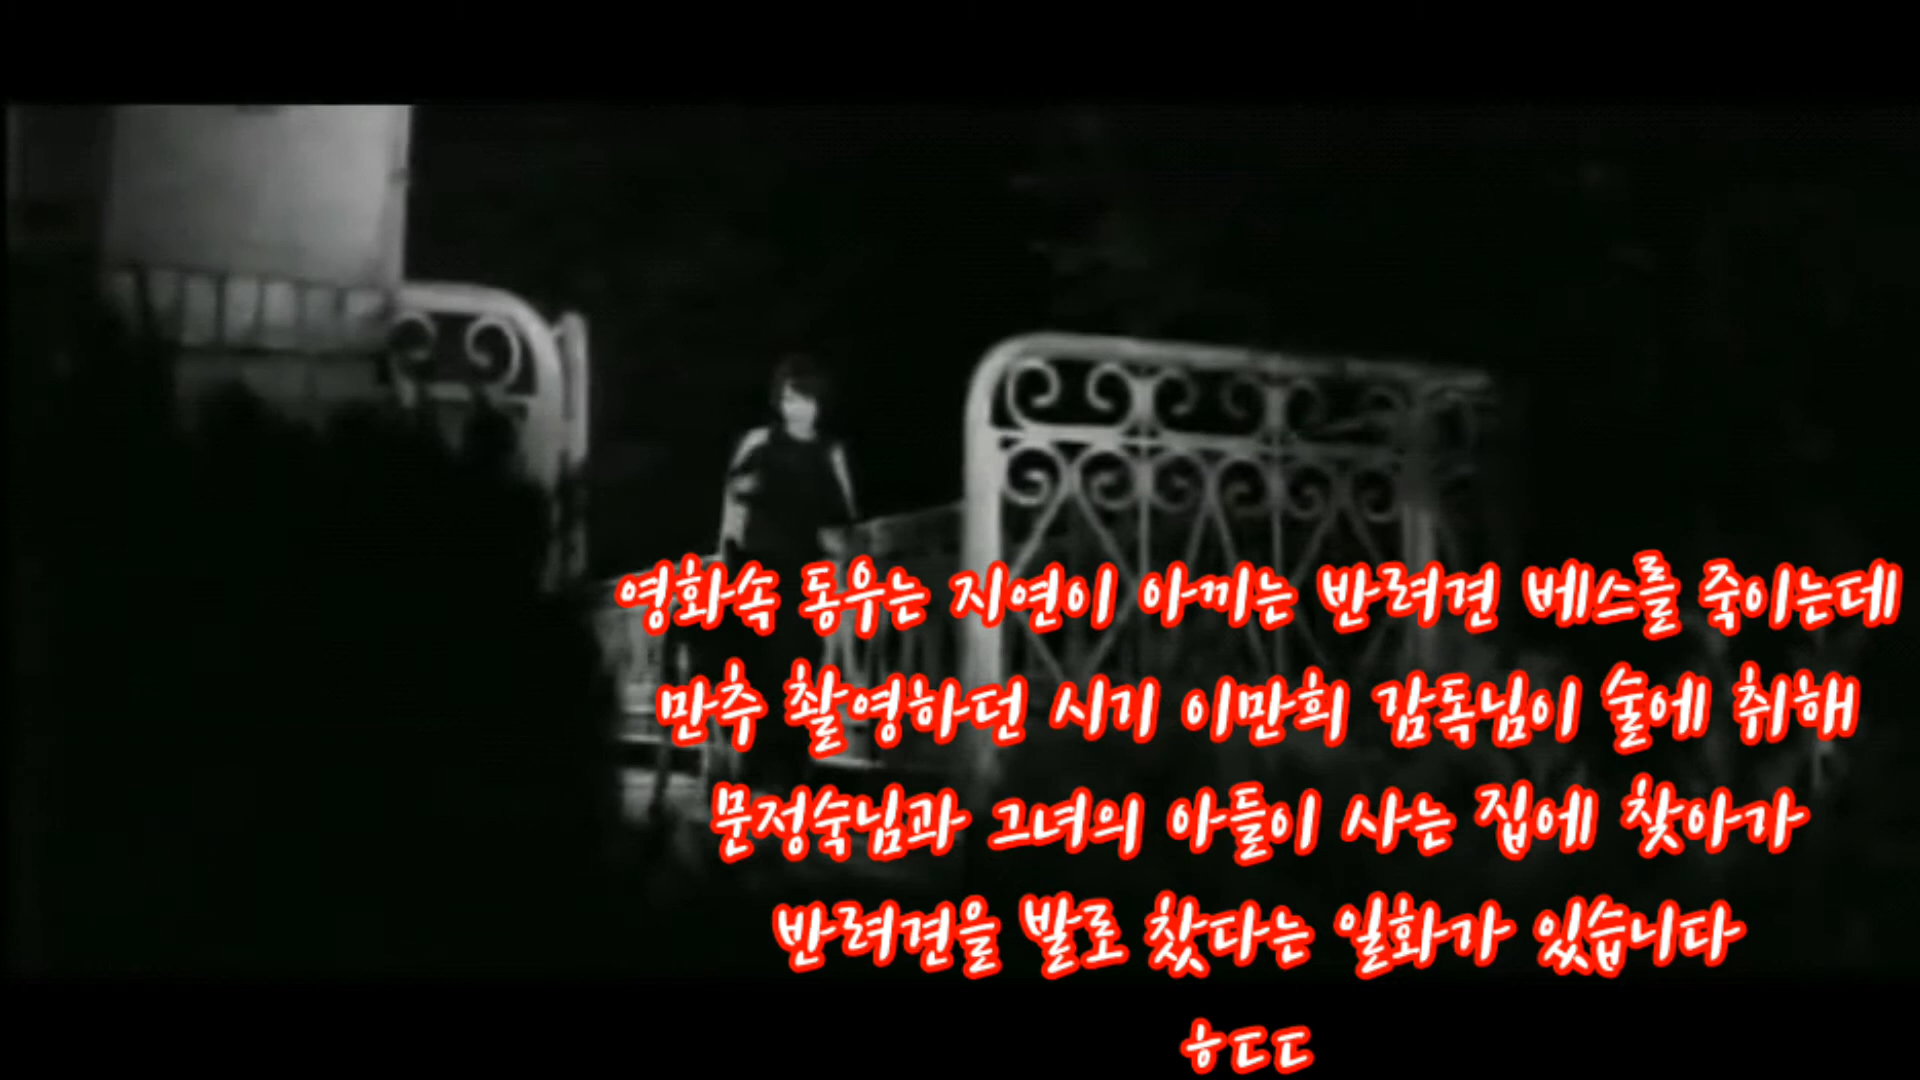 영화속 동우는 지연이 아끼는 반려견 베스를 죽이는데
만추 촬영하던 시기 이만희 감독님이 술에 취해
문정숙님과 그녀의 아들이 사는 집에 찾아가
반려견을 발로 찼다는 일화가 있습니다
ㅎㄷㄷ